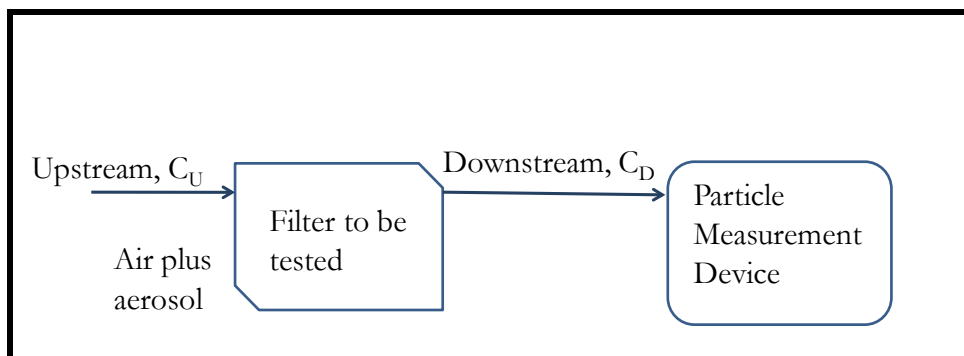 Upstream, C_U
Downstream, C_D
Air plus
aerosol
Filter to be
tested
Particle
Measurement
Device